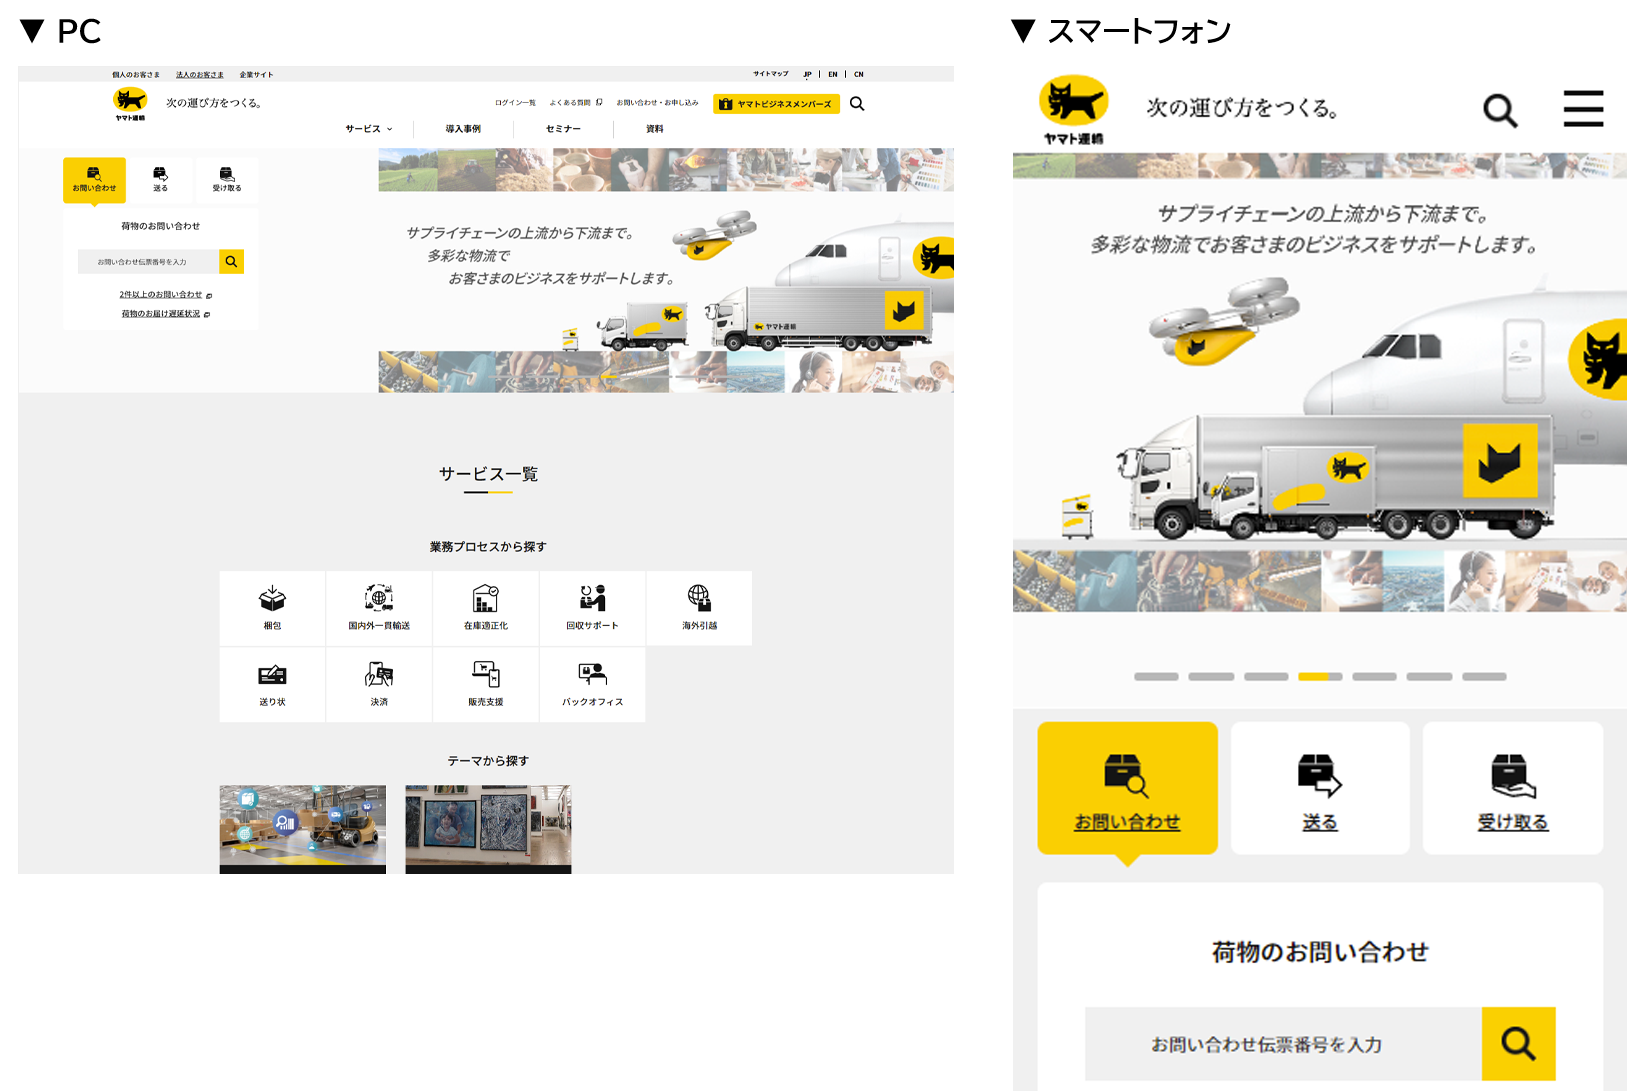 ▼ PC
個人のお客さま 法人のお客さま 企業サイト
サイトマップ JP | EN | CN
ヤマト運輸
次の運び方をつくる。
ログイン一覧 よくある質問 お問い合わせ・お申し込み ヤマトビジネスメンバーズ
サービス 導入事例 セミナー 資料
お問い合わせ 送る 受け取る
荷物のお問い合わせ
お問い合わせ伝票番号を入力
2件以上のお問い合わせ
荷物のお届け遅延状況
サプライチェーンの上流から下流まで。
多彩な物流で
お客さまのビジネスをサポートします。
ヤマト運輸
サービス一覧
業務プロセスから探す
梱包 国内外一貫輸送 在庫適正化 回収サポート 海外引越
送り状 決済 販売支援 バックオフィス
テーマから探す
▼ スマートフォン
ヤマト運輸
次の運び方をつくる。
サプライチェーンの上流から下流まで。
多彩な物流でお客さまのビジネスをサポートします。
お問い合わせ 送る 受け取る
荷物のお問い合わせ
お問い合わせ伝票番号を入力